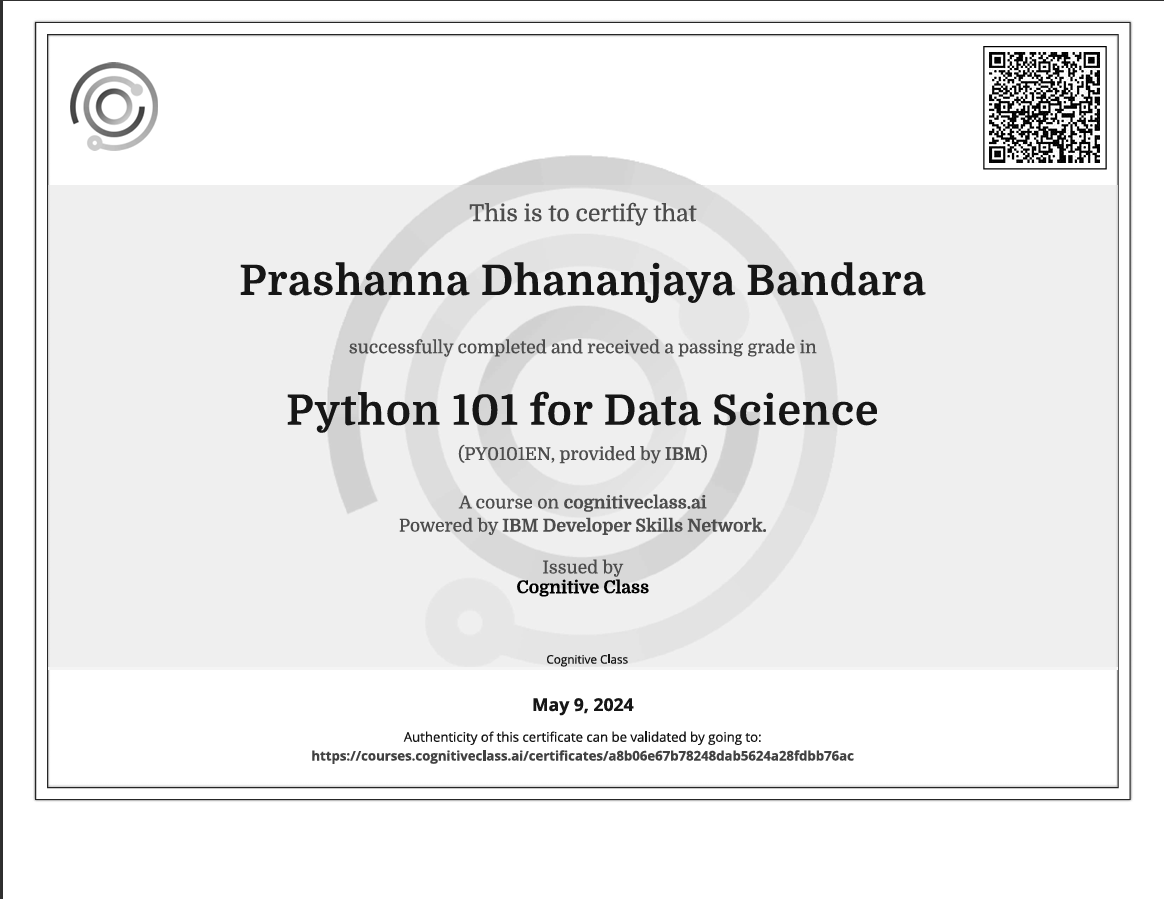 This is to certify that
Prashanna Dhananjaya Bandara
successfully completed and received a passing grade in
Python 101 for Data Science
(PY0101EN, provided by IBM)
A course on cognitiveclass.ai
Powered by IBM Developer Skills Network.
Issued by
Cognitive Class
Cognitive Class
May 9, 2024
Authenticity of this certificate can be validated by going to:
https://courses.cognitiveclass.ai/certificates/a8b06e67b78248dab5624a28fdbb76ac